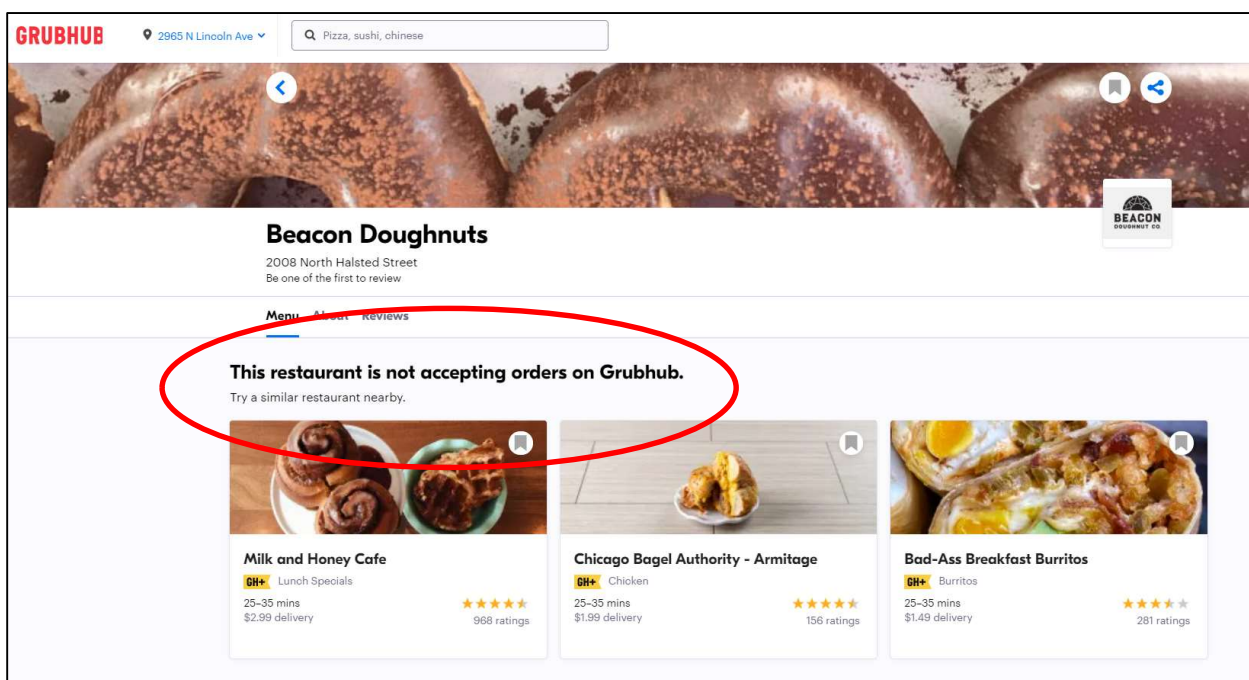 GRUBHUB
2965 N Lincoln Ave
Pizza, sushi, chinese
BEACON
DOUGHNUT CO
Beacon Doughnuts
2008 North Halsted Street
Be one of the first to review
Menu About Reviews
This restaurant is not accepting orders on Grubhub.
Try a similar restaurant nearby.
Milk and Honey Cafe
GH+ Lunch Specials
25–35 mins
$2.99 delivery
968 ratings
Chicago Bagel Authority - Armitage
GH+ Chicken
25–35 mins
$1.99 delivery
156 ratings
Bad-Ass Breakfast Burritos
GH+ Burritos
25–35 mins
$1.49 delivery
281 ratings